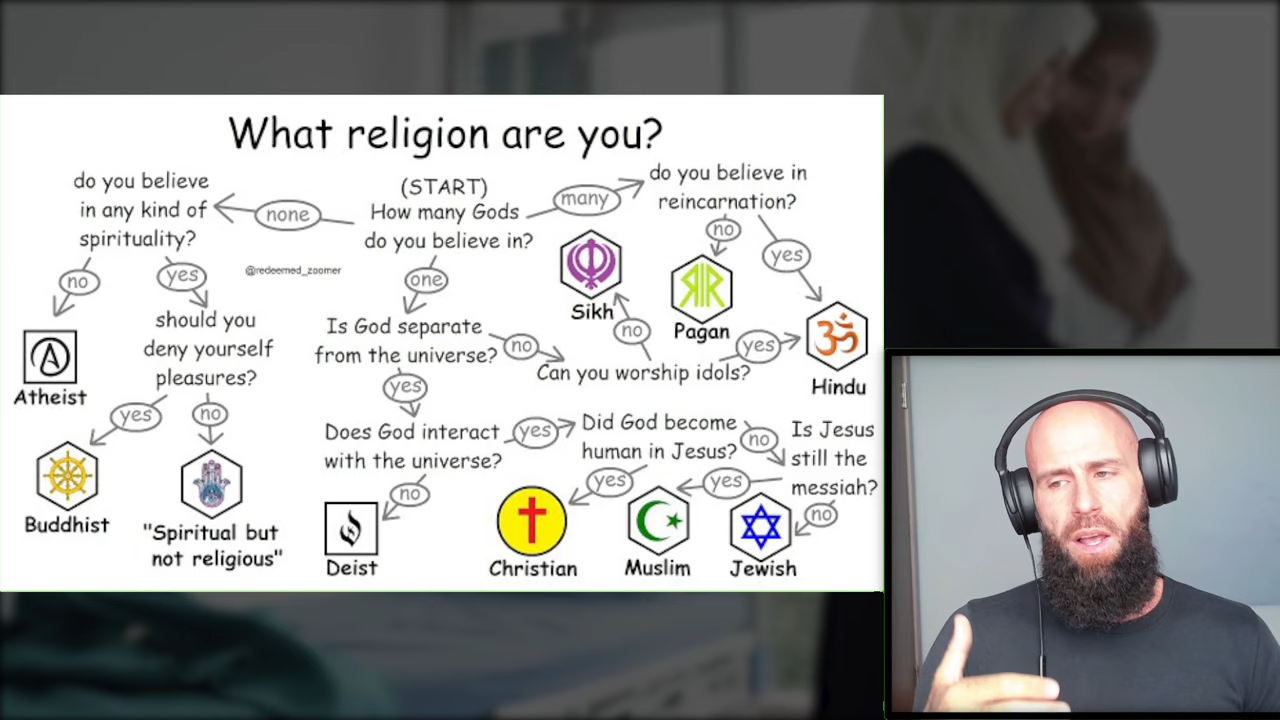 What religion are you?
do you believe
in any kind of
spirituality?
none
(START)
How many Gods
do you believe in?
many
do you believe in
reincarnation?
no
yes
@redeemed_zoomer
one
no
yes
Sikh
Pagan
Hindu
Atheist
should you
deny yourself
pleasures?
Is God separate
from the universe?
no
no
yes
Can you worship idols?
yes
no
yes
Does God interact
with the universe?
yes
Did God become
human in Jesus?
no
Is Jesus
still the
messiah?
no
yes
yes
no
Buddhist
"Spiritual but
not religious"
Deist
Christian
Muslim
Jewish